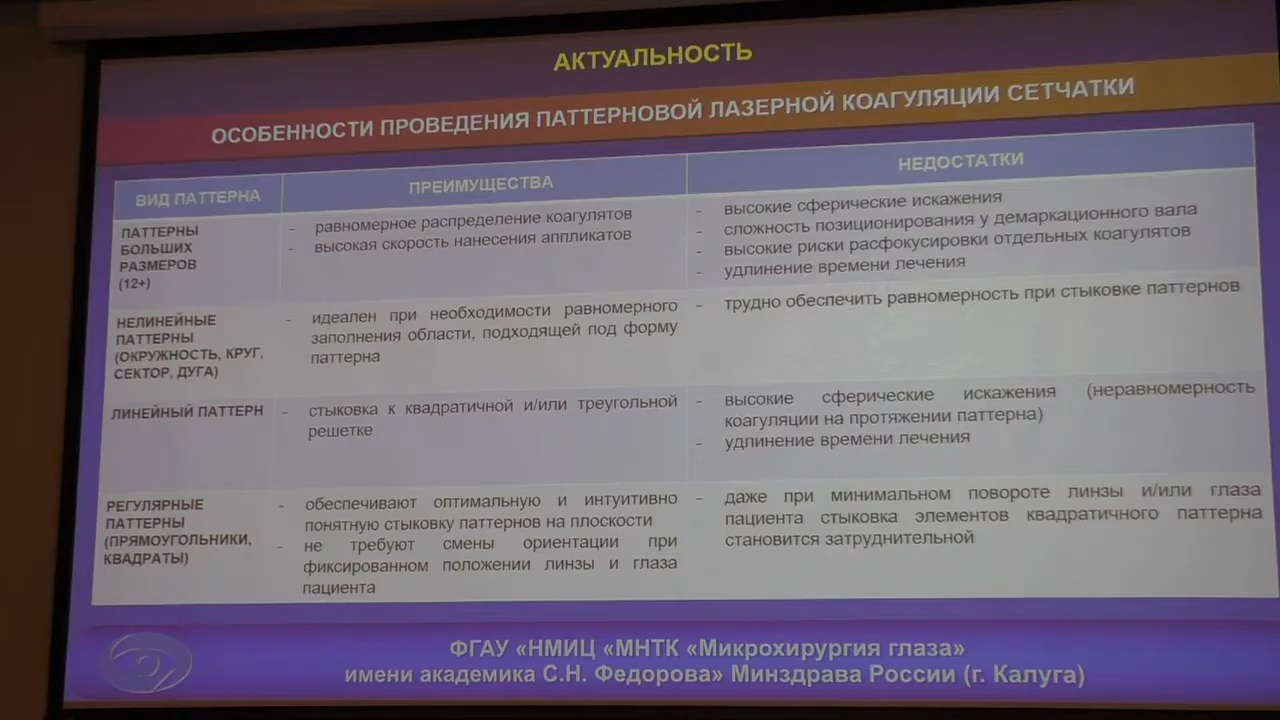 АКТУАЛЬНОСТЬ
ОСОБЕННОСТИ ПРОВЕДЕНИЯ ПАТТЕРНОВОЙ ЛАЗЕРНОЙ КОАГУЛЯЦИИ СЕТЧАТКИ
ВИД ПАТТЕРНА
ПРЕИМУЩЕСТВА
НЕДОСТАТКИ
ПАТТЕРНЫ
БОЛЬШИХ
РАЗМЕРОВ
(12+)
- равномерное распределение коагулятов
- высокая скорость нанесения аппликатов
- высокие сферические искажения
- сложность позиционирования у демаркационного вала
- высокие риски расфокусировки отдельных коагулятов
- удлинение времени лечения
НЕЛИНЕЙНЫЕ
ПАТТЕРНЫ
(ОКРУЖНОСТЬ, КРУГ,
СЕКТОР, ДУГА)
- идеален при необходимости равномерного
заполнения области, подходящей под форму
паттерна
- трудно обеспечить равномерность при стыковке паттернов
ЛИНЕЙНЫЙ ПАТТЕРН
- стыковка к квадратичной и/или треугольной
решетке
- высокие сферические искажения (неравномерность
коагуляции на протяжении паттерна)
- удлинение времени лечения
РЕГУЛЯРНЫЕ
ПАТТЕРНЫ
(ПРЯМОУГОЛЬНИКИ,
КВАДРАТЫ)
- обеспечивают оптимальную и интуитивно
понятную стыковку паттернов на плоскости
- не требуют смены ориентации при
фиксированном положении линзы и глаза
пациента
- даже при минимальном повороте линзы и/или глаза
пациента стыковка элементов квадратичного паттерна
становится затруднительной
ФГАУ «НМИЦ «МНТК «Микрохирургия глаза»
имени академика С.Н. Федорова» Минздрава России (г. Калуга)